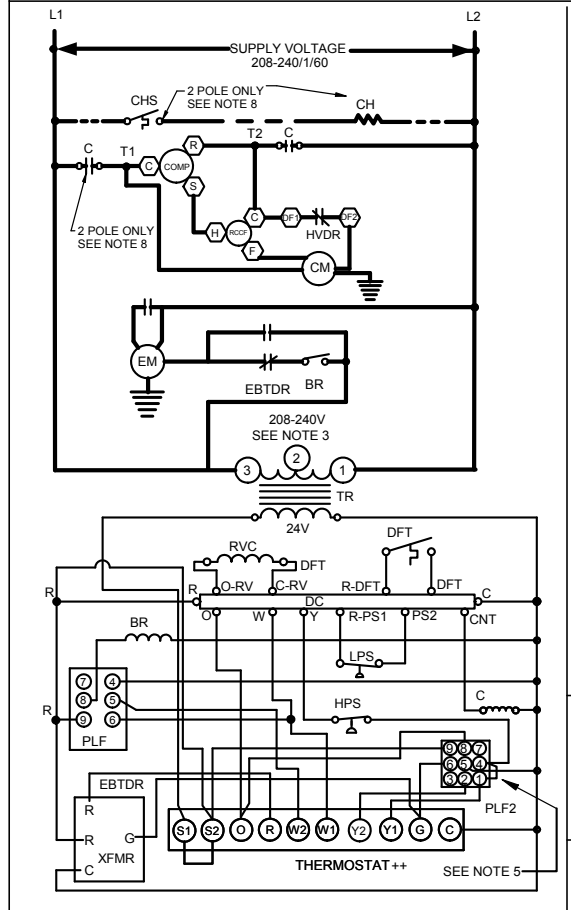 L1 L2
SUPPLY VOLTAGE
208-240/1/60
CHS
2 POLE ONLY
SEE NOTE 8
CH
C T1 C COMP R T2 C
S
2 POLE ONLY
SEE NOTE 8
H RCCF C DF1 DF2
HVDR
F
CM
EM
EBTDR BR
208-240V
SEE NOTE 3
3 2 1
TR
24V
RVC DFT
DFT
R O-RV C-RV R-DFT DFT C
DC
O W Y R-PS1 PS2 CNT
R
BR
LPS
7 4
8 5
9 6
R
PLF
HPS
C
9 8 7
6 5 4
3 2 1
PLF2
EBTDR
R
R G
XFMR
C
S1 S2 O R W2 W1 Y2 Y1 G C
THERMOSTAT ++
SEE NOTE 5